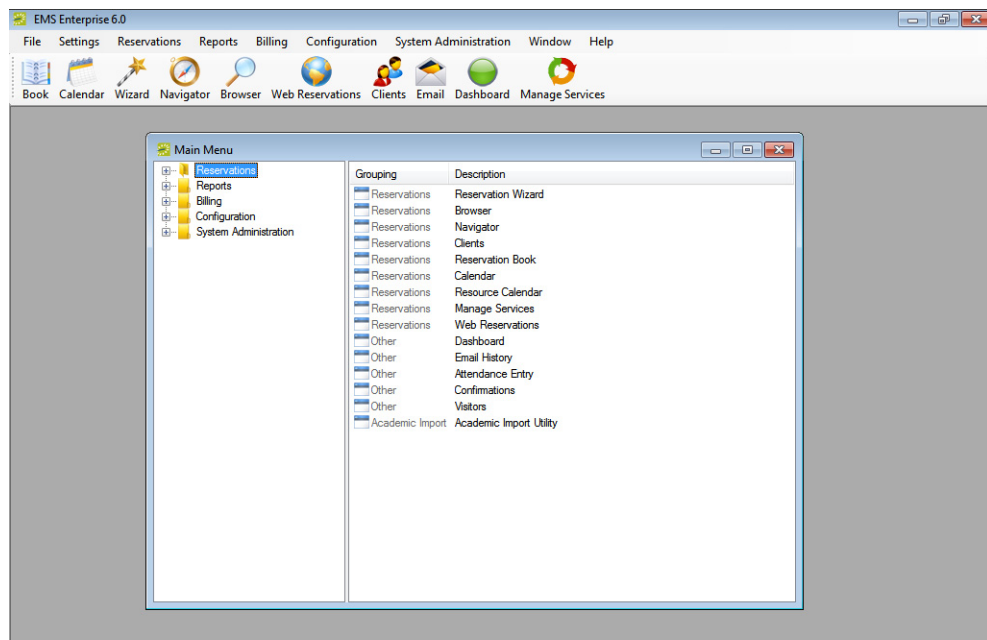 EMS Enterprise 6.0
File Settings Reservations Reports Billing Configuration System Administration Window Help
Book Calendar Wizard Navigator Browser Web Reservations Clients Email Dashboard Manage Services
Main Menu
Reservations
Reports
Billing
Configuration
System Administration
Grouping Description
Reservations Reservation Wizard
Reservations Browser
Reservations Navigator
Reservations Clients
Reservations Reservation Book
Reservations Calendar
Reservations Resource Calendar
Reservations Manage Services
Reservations Web Reservations
Other Dashboard
Other Email History
Other Attendance Entry
Other Confirmations
Other Visitors
Academic Import Academic Import Utility